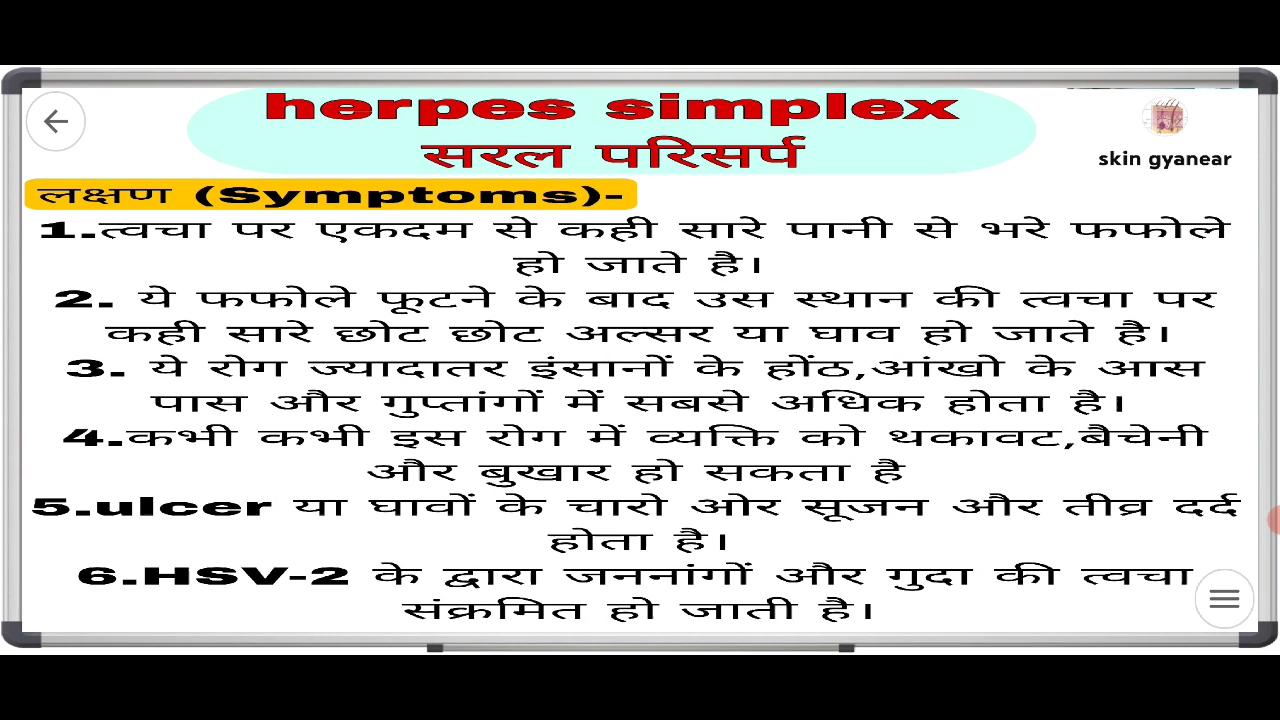 herpes simplex
सरल परिसर्प
skin gyanear
लक्षण (Symptoms)-
1.त्वचा पर एकदम से कही सारे पानी से भरे फफोले
हो जाते है।
2. ये फफोले फूटने के बाद उस स्थान की त्वचा पर
कही सारे छोट छोट अल्सर या घाव हो जाते है।
3. ये रोग ज्यादातर इंसानों के होंठ,आंखो के आस
पास और गुप्तांगों में सबसे अधिक होता है।
4.कभी कभी इस रोग में व्यक्ति को थकावट,बैचेनी
और बुखार हो सकता है
5.ulcer या घावों के चारो ओर सूजन और तीव्र दर्द
होता है।
6.HSV-2 के द्वारा जननांगों और गुदा की त्वचा
संक्रमित हो जाती है।